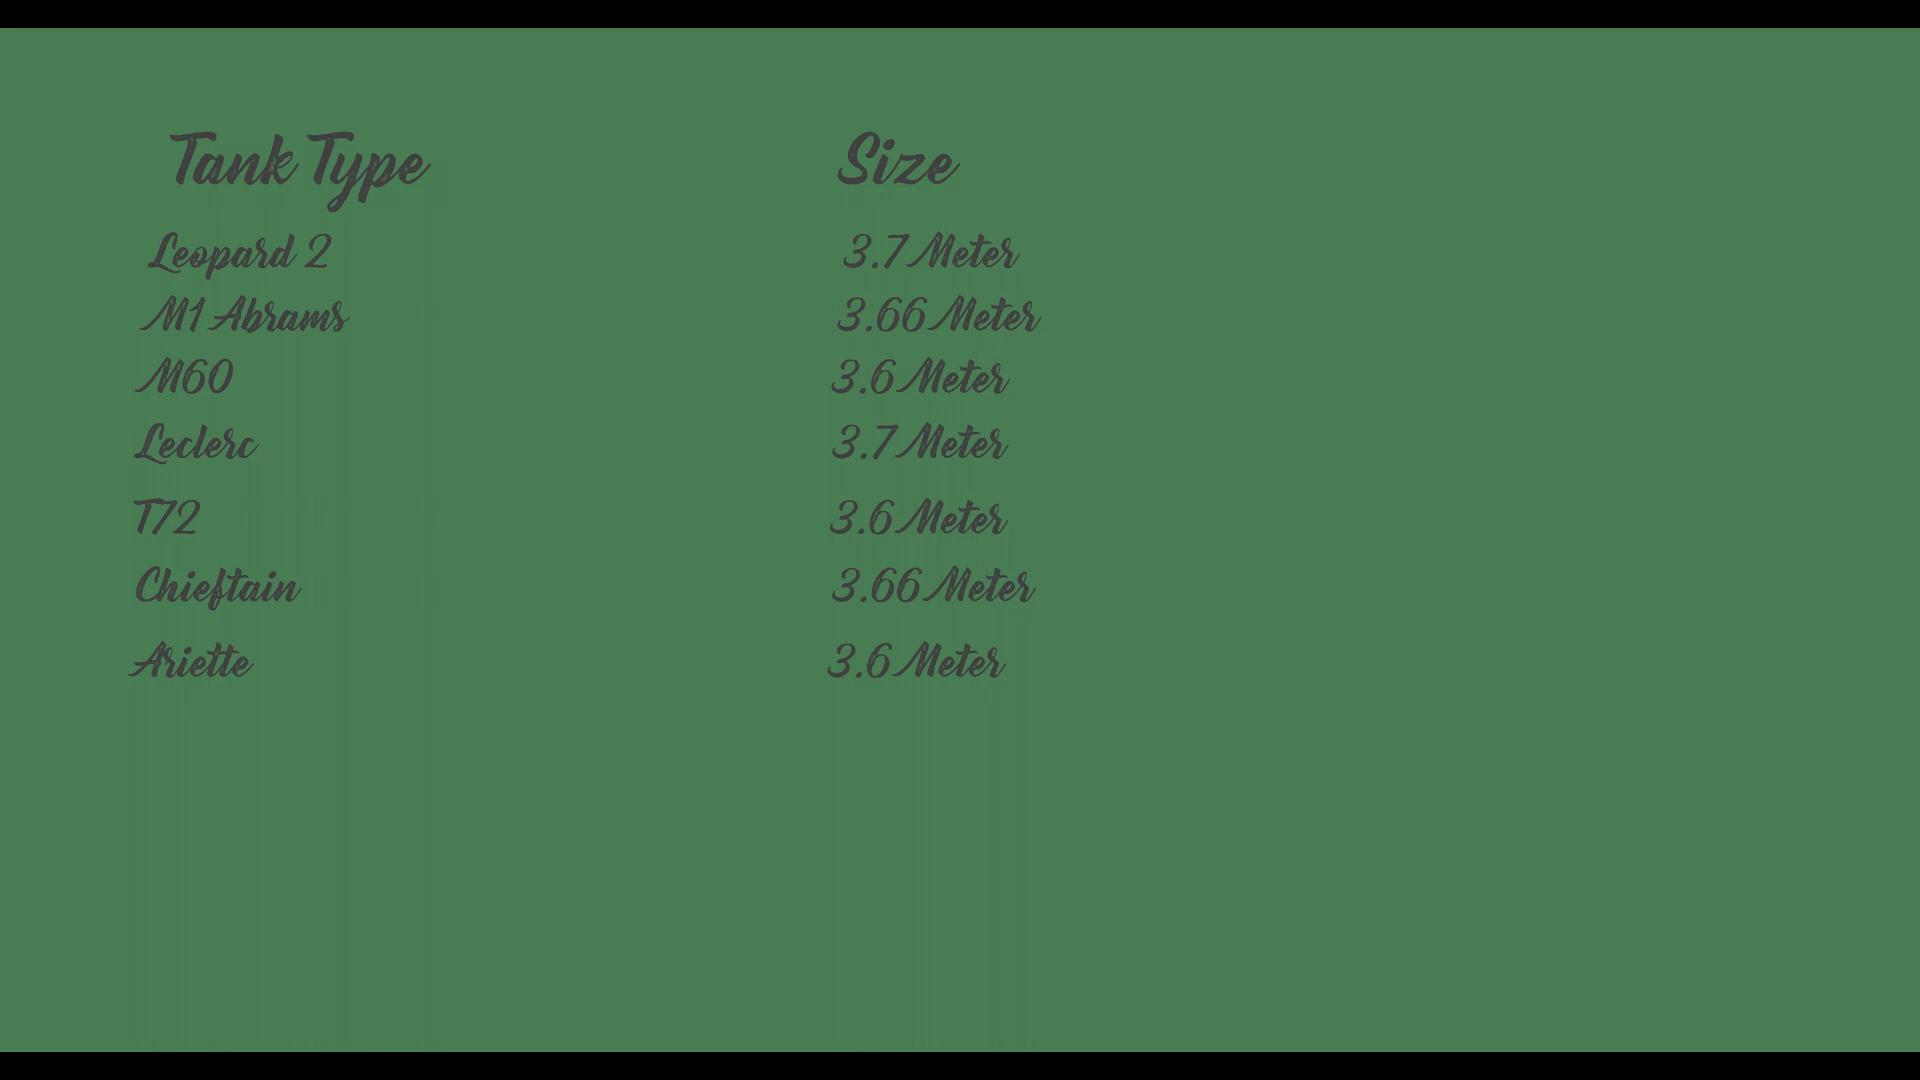 Tank Type Size
Leopard 2 3.7 Meter
M1 Abrams 3.66 Meter
M60 3.6 Meter
Leclerc 3.7 Meter
T72 3.6 Meter
Chieftain 3.66 Meter
Ariette 3.6 Meter